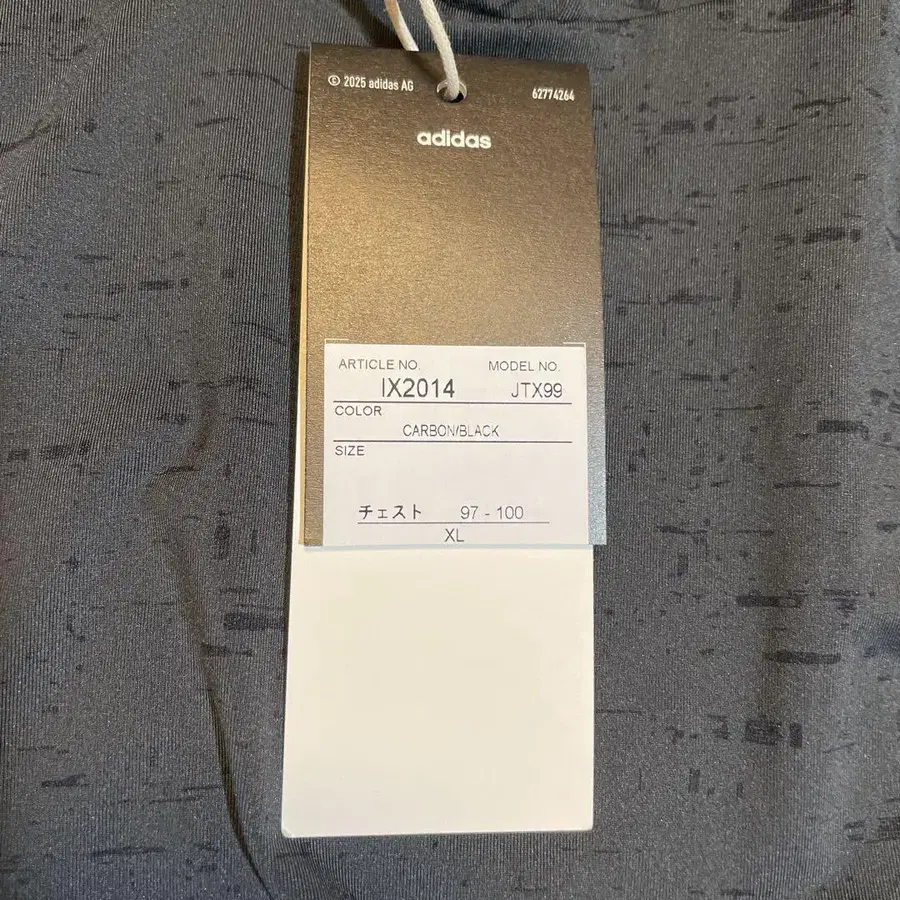 © 2025 adidas AG 62774264
adidas
ARTICLE NO. MODEL NO.
IX2014 JTX99
COLOR
CARBON/BLACK
SIZE
チェスト 97 - 100
XL